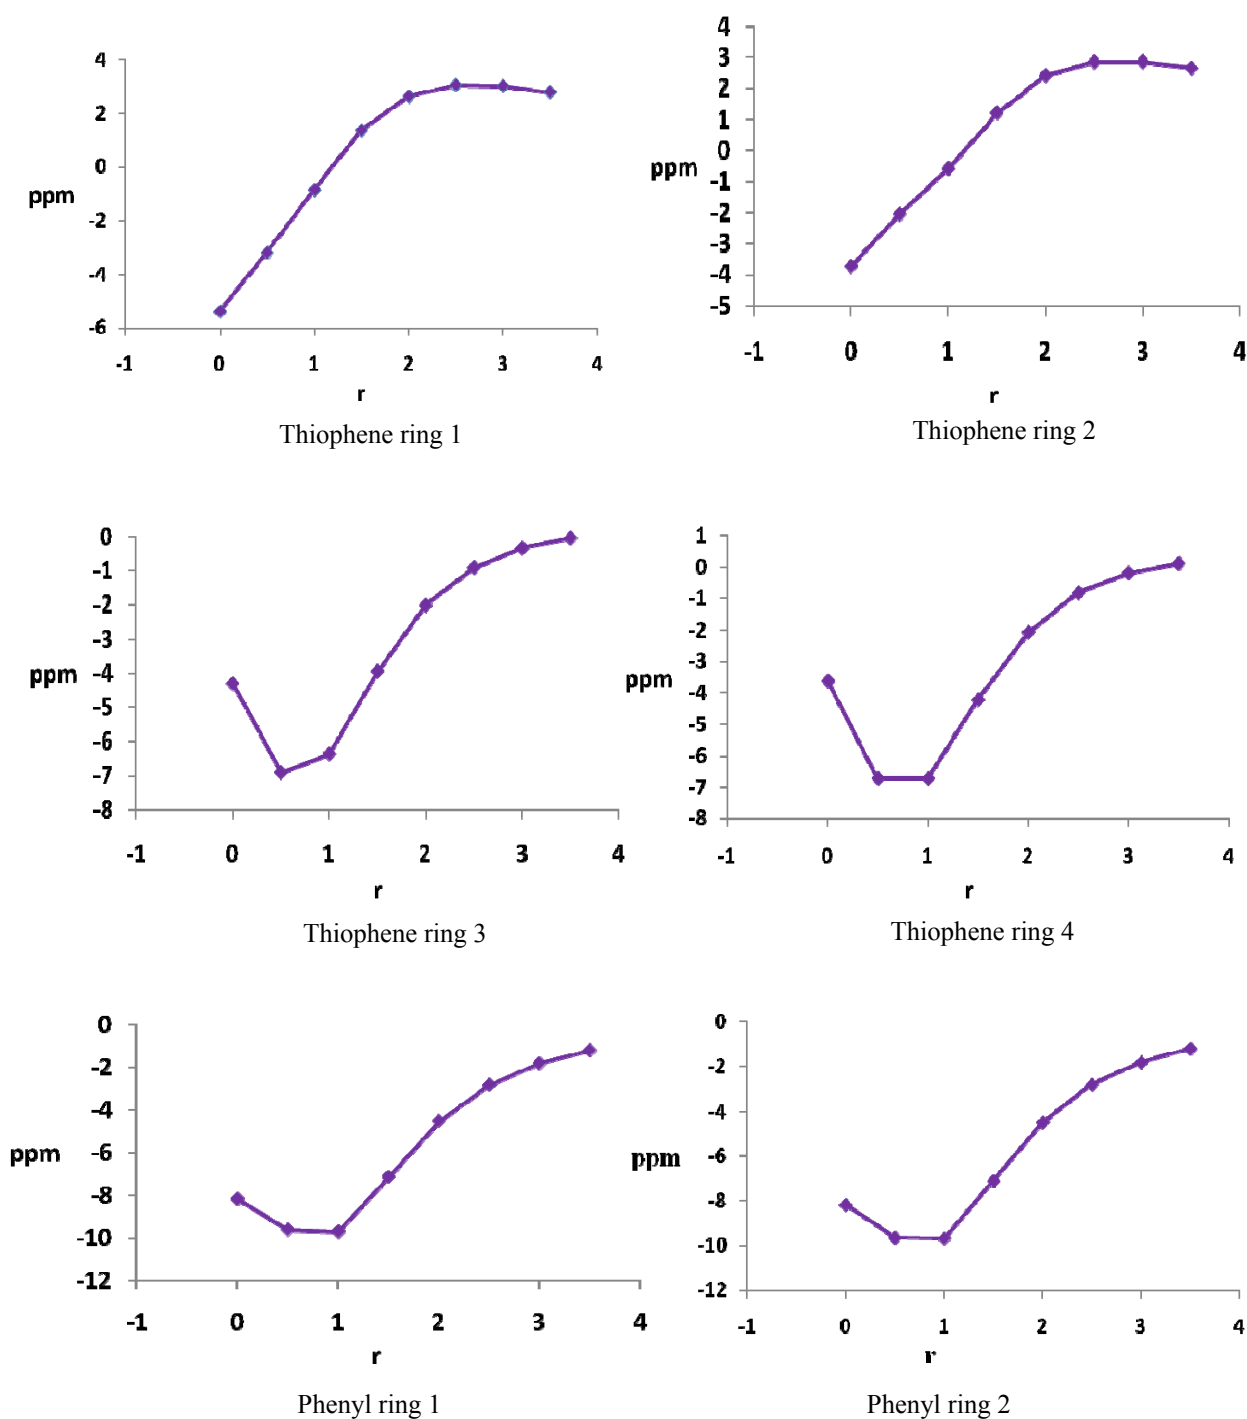 4
2
0
-2
-4
-6
ppm
-1 0 1 2 3 4
r
Thiophene ring 1
4
3
2
1
0
-1
-2
-3
-4
-5
ppm
-1 0 1 2 3 4
r
Thiophene ring 2
0
-1
-2
-3
-4
-5
-6
-7
-8
ppm
-1 0 1 2 3 4
r
Thiophene ring 3
1
0
-1
-2
-3
-4
-5
-6
-7
-8
ppm
-1 0 1 2 3 4
r
Thiophene ring 4
0
-2
-4
-6
-8
-10
-12
ppm
-1 0 1 2 3 4
r
Phenyl ring 1
0
-2
-4
-6
-8
-10
-12
ppm
-1 0 1 2 3 4
r
Phenyl ring 2